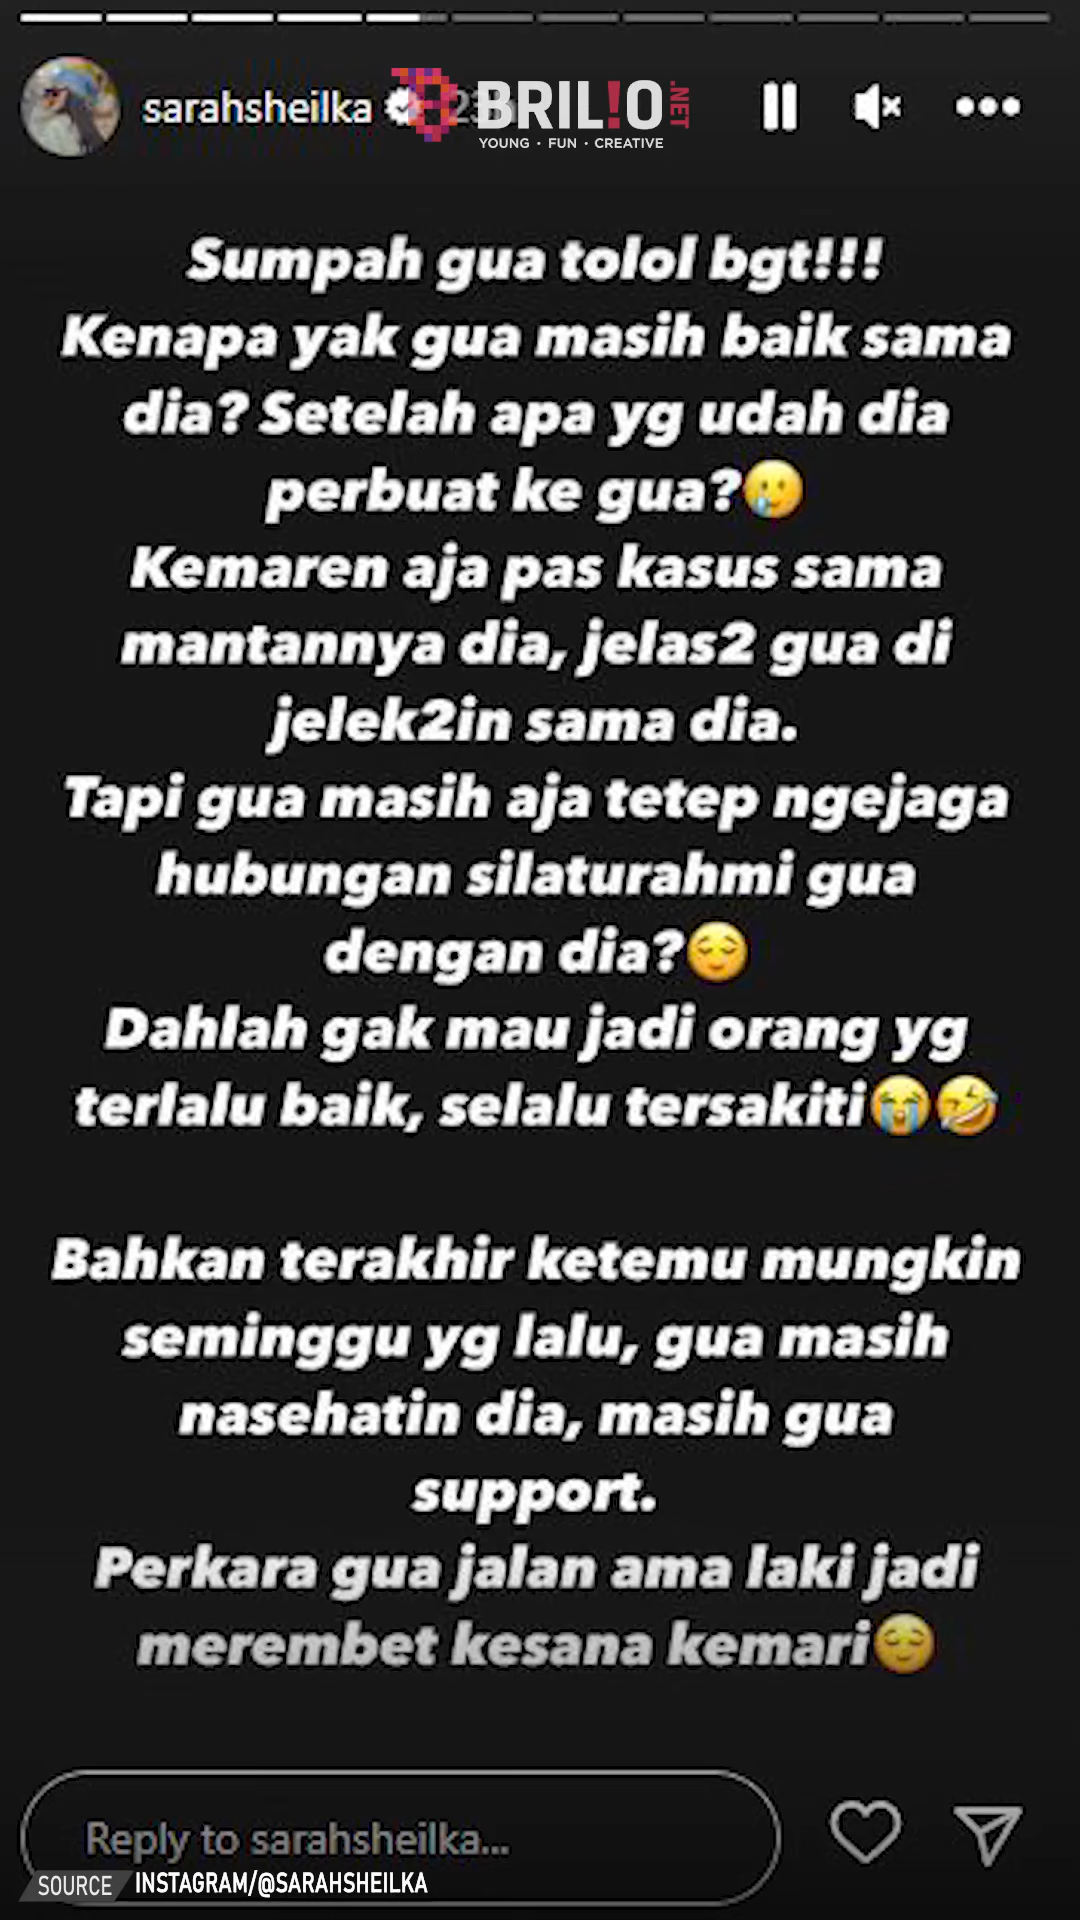 sarahsheilka
BRIL!O.NET
YOUNG · FUN · CREATIVE
Sumpah gua tolol bgt!!!
Kenapa yak gua masih baik sama
dia? Setelah apa yg udah dia
perbuat ke gua?🥲
Kemaren aja pas kasus sama
mantannya dia, jelas2 gua di
jelek2in sama dia.
Tapi gua masih aja tetep ngejaga
hubungan silaturahmi gua
dengan dia?😌
Dahlah gak mau jadi orang yg
terlalu baik, selalu tersakiti😭🤣
Bahkan terakhir ketemu mungkin
seminggu yg lalu, gua masih
nasehatin dia, masih gua
support.
Perkara gua jalan ama laki jadi
merembet kesana kemari😌
Reply to sarahsheilka...
SOURCE INSTAGRAM/@SARAHSHEILKA